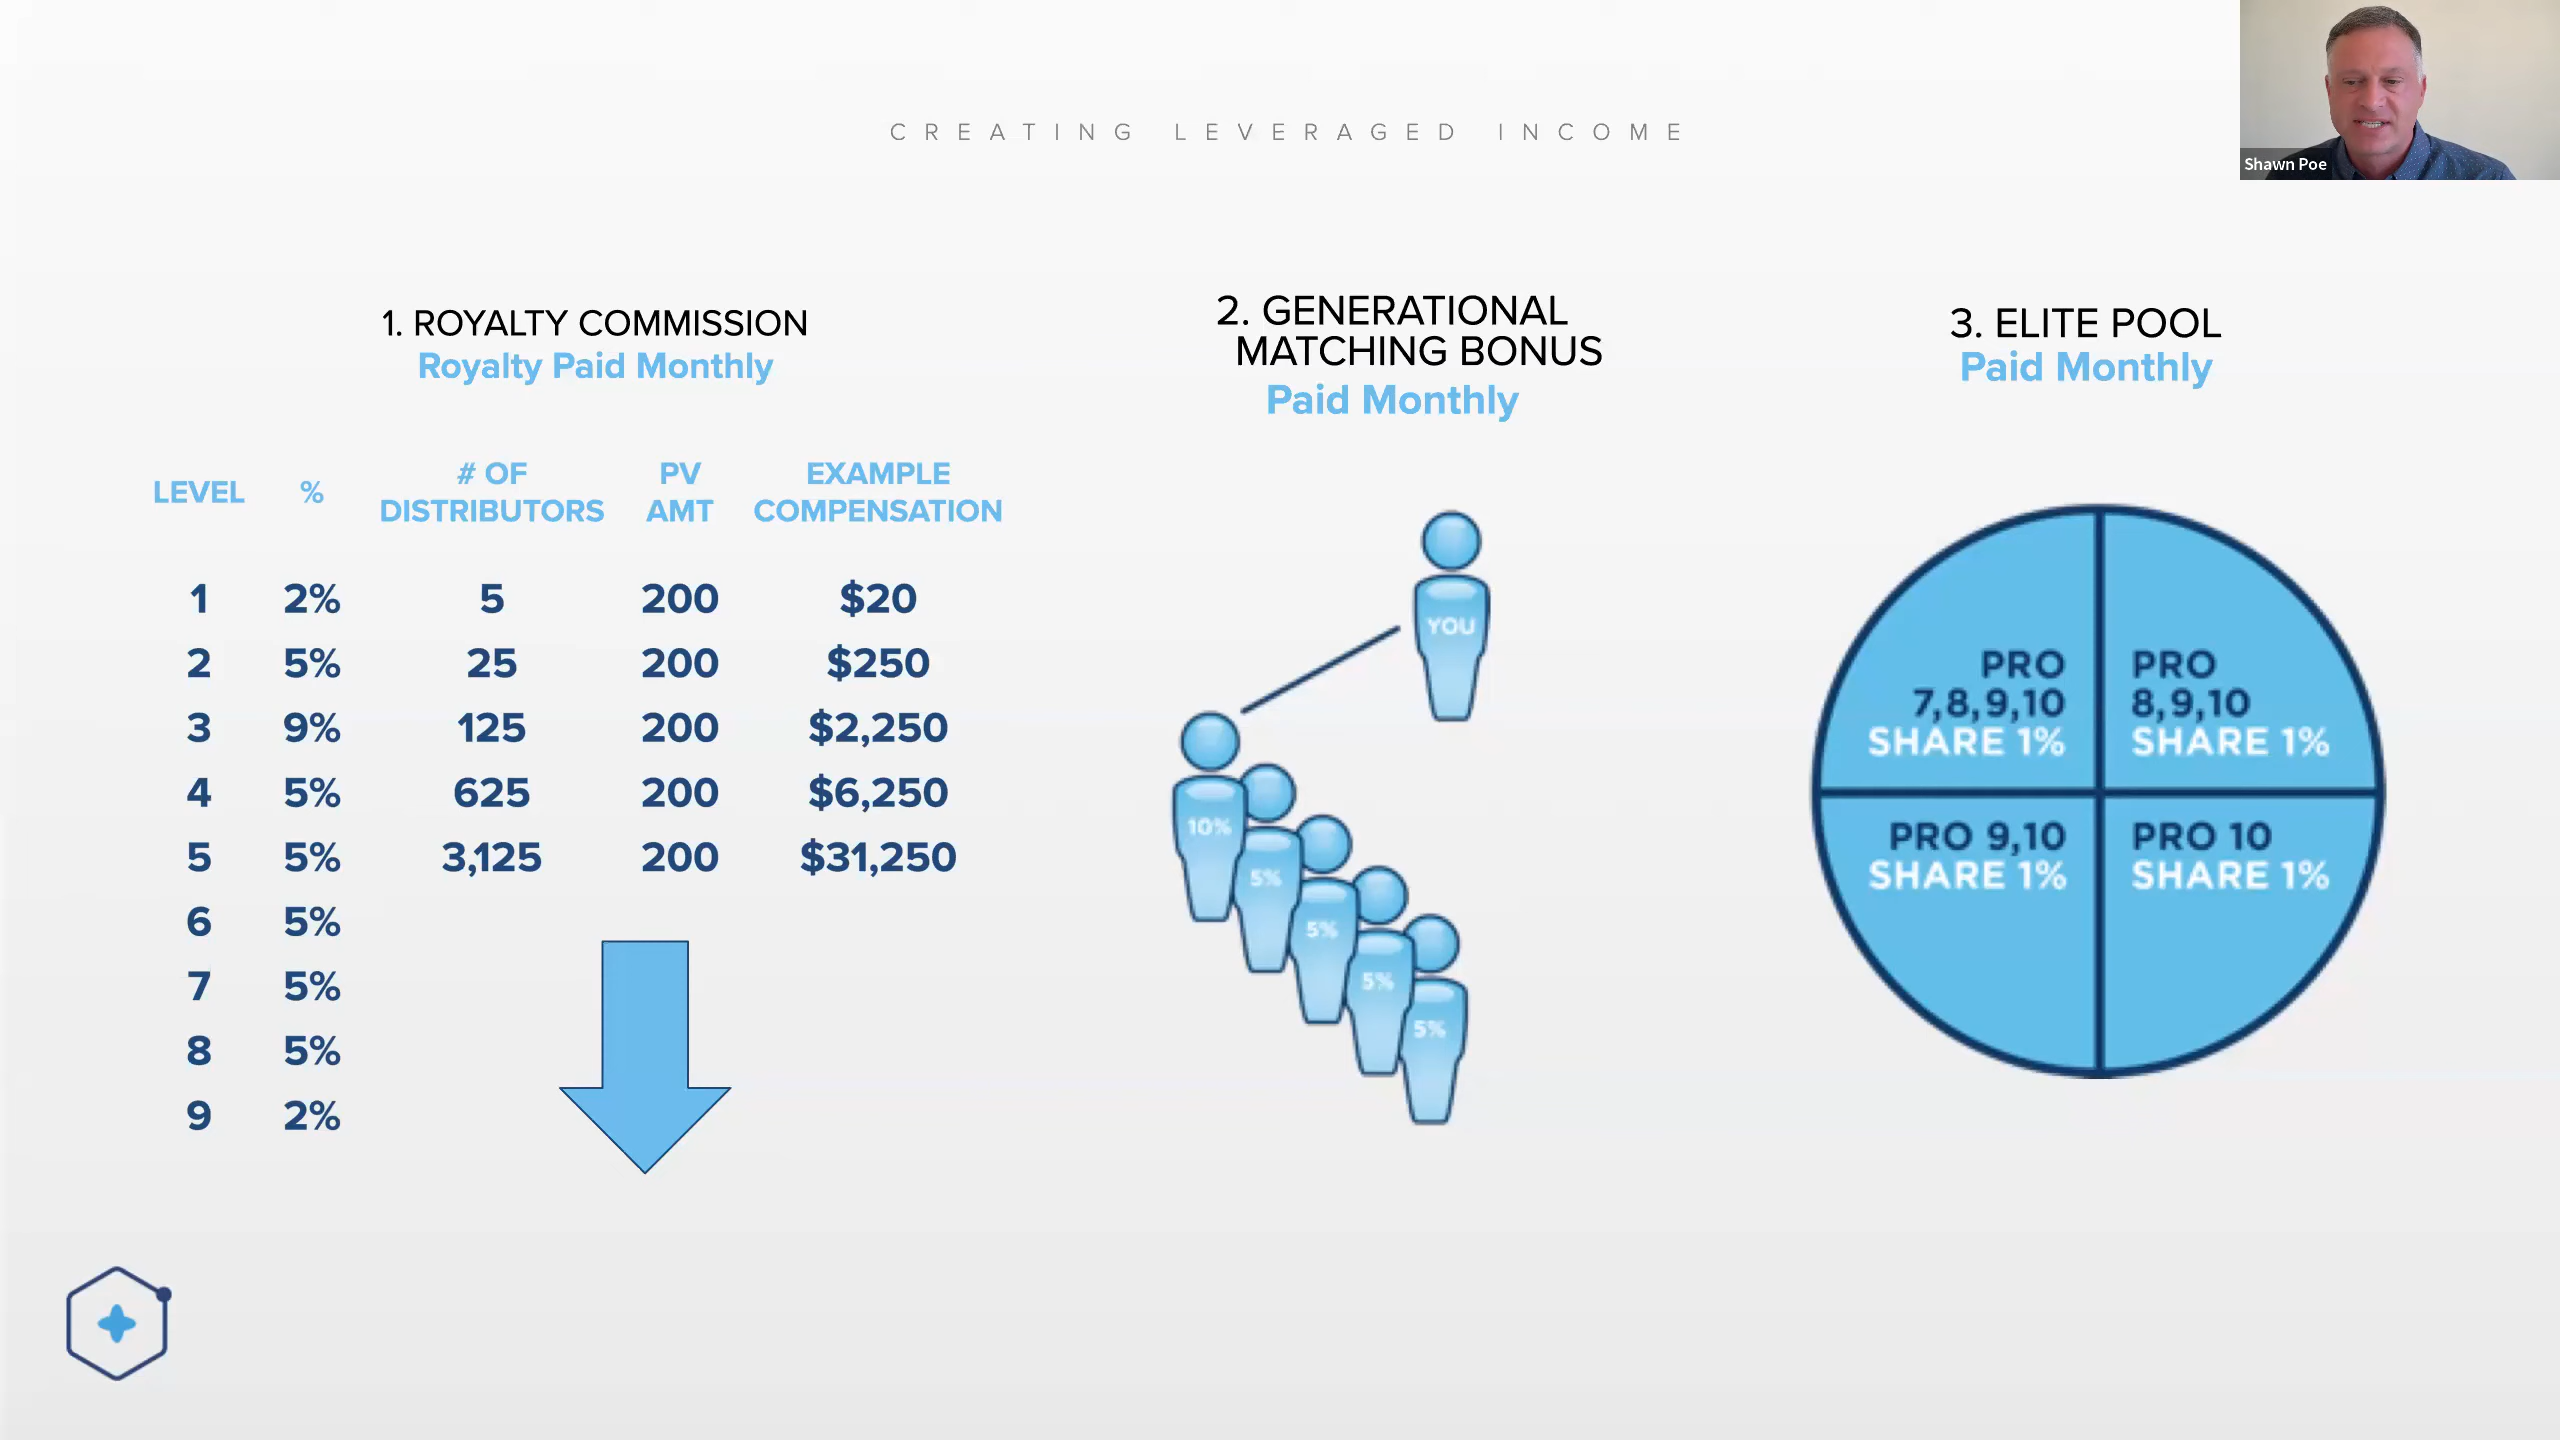 CREATING LEVERAGED INCOME
Shawn Poe
1. ROYALTY COMMISSION
Royalty Paid Monthly
LEVEL % # OF DISTRIBUTORS PV AMT EXAMPLE COMPENSATION
1 2% 5 200 $20
2 5% 25 200 $250
3 9% 125 200 $2,250
4 5% 625 200 $6,250
5 5% 3,125 200 $31,250
6 5%
7 5%
8 5%
9 2%
2. GENERATIONAL
MATCHING BONUS
Paid Monthly
YOU
10%
5%
5%
5%
5%
3. ELITE POOL
Paid Monthly
PRO
7,8,9,10
SHARE 1%
PRO
8,9,10
SHARE 1%
PRO 9,10
SHARE 1%
PRO 10
SHARE 1%